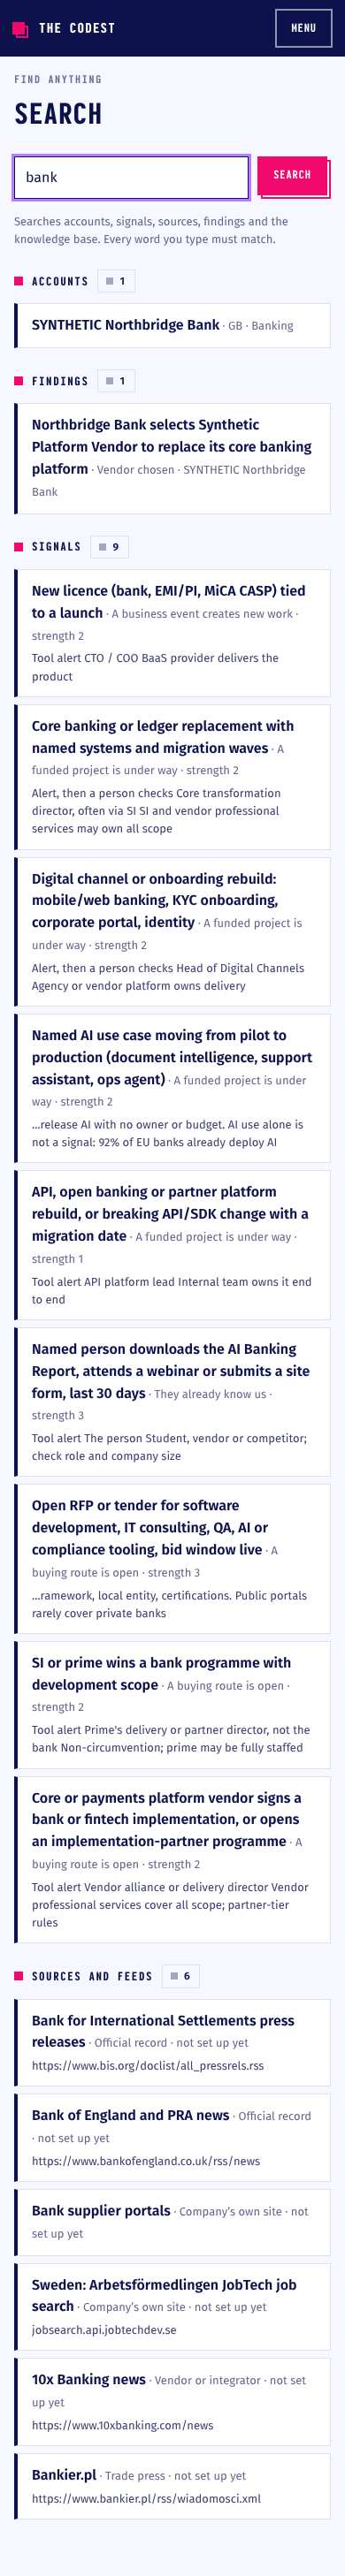 THE CODEST
MENU
FIND ANYTHING
SEARCH
bank
SEARCH
Searches accounts, signals, sources, findings and the
knowledge base. Every word you type must match.
ACCOUNTS 1
SYNTHETIC Northbridge Bank · GB · Banking
FINDINGS 1
Northbridge Bank selects Synthetic
Platform Vendor to replace its core banking
platform · Vendor chosen · SYNTHETIC Northbridge
Bank
SIGNALS 9
New licence (bank, EMI/PI, MiCA CASP) tied
to a launch · A business event creates new work ·
strength 2
Tool alert CTO / COO BaaS provider delivers the
product
Core banking or ledger replacement with
named systems and migration waves · A
funded project is under way · strength 2
Alert, then a person checks Core transformation
director, often via SI SI and vendor professional
services may own all scope
Digital channel or onboarding rebuild:
mobile/web banking, KYC onboarding,
corporate portal, identity · A funded project is
under way · strength 2
Alert, then a person checks Head of Digital Channels
Agency or vendor platform owns delivery
Named AI use case moving from pilot to
production (document intelligence, support
assistant, ops agent) · A funded project is under
way · strength 2
…release AI with no owner or budget. AI use alone is
not a signal: 92% of EU banks already deploy AI
API, open banking or partner platform
rebuild, or breaking API/SDK change with a
migration date · A funded project is under way ·
strength 1
Tool alert API platform lead Internal team owns it end
to end
Named person downloads the AI Banking
Report, attends a webinar or submits a site
form, last 30 days · They already know us ·
strength 3
Tool alert The person Student, vendor or competitor;
check role and company size
Open RFP or tender for software
development, IT consulting, QA, AI or
compliance tooling, bid window live · A
buying route is open · strength 3
…ramework, local entity, certifications. Public portals
rarely cover private banks
SI or prime wins a bank programme with
development scope · A buying route is open ·
strength 2
Tool alert Prime's delivery or partner director, not the
bank Non-circumvention; prime may be fully staffed
Core or payments platform vendor signs a
bank or fintech implementation, or opens
an implementation-partner programme · A
buying route is open · strength 2
Tool alert Vendor alliance or delivery director Vendor
professional services cover all scope; partner-tier
rules
SOURCES AND FEEDS 6
Bank for International Settlements press
releases · Official record · not set up yet
https://www.bis.org/doclist/all_pressrels.rss
Bank of England and PRA news · Official record
· not set up yet
https://www.bankofengland.co.uk/rss/news
Bank supplier portals · Company’s own site · not
set up yet
Sweden: Arbetsförmedlingen JobTech job
search · Company’s own site · not set up yet
jobsearch.api.jobtechdev.se
10x Banking news · Vendor or integrator · not set
up yet
https://www.10xbanking.com/news
Bankier.pl · Trade press · not set up yet
https://www.bankier.pl/rss/wiadomosci.xml